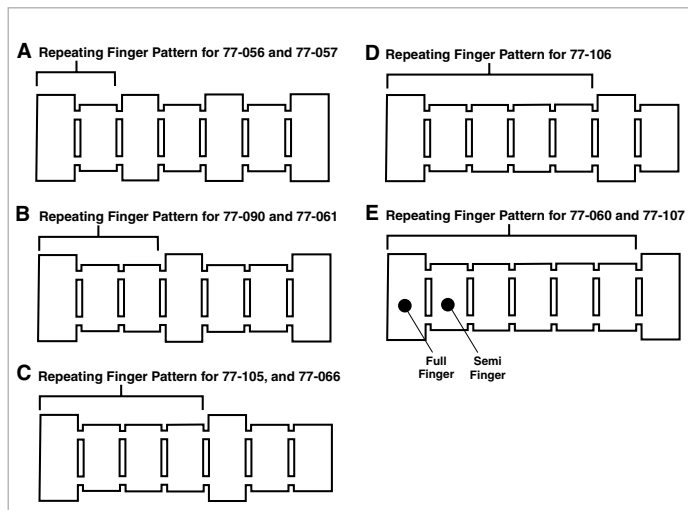 A Repeating Finger Pattern for 77-056 and 77-057
B Repeating Finger Pattern for 77-090 and 77-061
C Repeating Finger Pattern for 77-105, and 77-066
D Repeating Finger Pattern for 77-106
E Repeating Finger Pattern for 77-060 and 77-107
Full
Finger
Semi
Finger